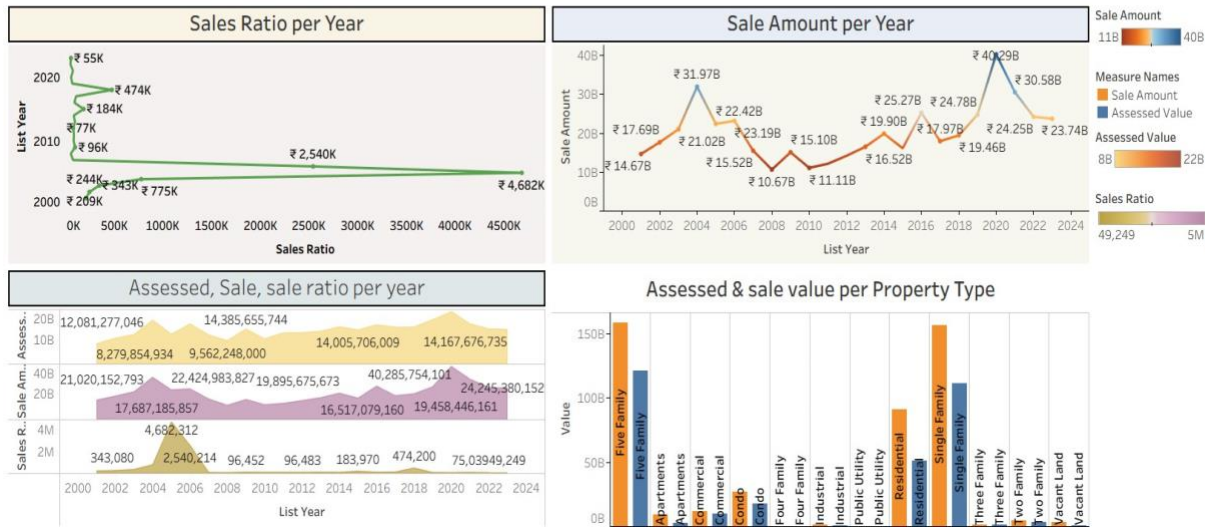 Sales Ratio per Year
₹ 55K
2020
₹ 474K
₹ 184K
₹ 77K
2010
₹ 96K
₹ 2,540K
₹ 244K
₹ 343K
₹ 775K
₹ 4,682K
2000
₹ 209K
List Year
0K 500K 1000K 1500K 2000K 2500K 3000K 3500K 4000K 4500K
Sales Ratio
Sale Amount per Year
40B
30B
20B
10B
0B
Sale Amount
₹ 14.67B
₹ 17.69B
₹ 31.97B
₹ 21.02B
₹ 22.42B
₹ 23.19B
₹ 15.52B
₹ 10.67B
₹ 15.10B
₹ 11.11B
₹ 19.90B
₹ 16.52B
₹ 25.27B
₹ 17.97B
₹ 24.78B
₹ 19.46B
₹ 40.29B
₹ 30.58B
₹ 24.25B
₹ 23.74B
2000 2002 2004 2006 2008 2010 2012 2014 2016 2018 2020 2022 2024
List Year
Sale Amount
11B 40B
Measure Names
Sale Amount
Assessed Value
Assessed Value
8B 22B
Sales Ratio
49,249 5M
Assessed, Sale, sale ratio per year
Assess..
20B
10B
12,081,277,046 14,385,655,744
8,279,854,934 9,562,248,000 14,005,706,009 14,167,676,735
Sale Am..
40B
20B
21,020,152,793 22,424,983,827 19,895,675,673 40,285,754,101 24,245,380,152
17,687,185,857 16,517,079,160 19,458,446,161
Sales R..
4M
2M
4,682,312
343,080 2,540,214 96,452 96,483 183,970 474,200 75,039 49,249
2000 2002 2004 2006 2008 2010 2012 2014 2016 2018 2020 2022 2024
List Year
Assessed & sale value per Property Type
150B
100B
50B
0B
Value
Five Family
Five Family
Apartments
Apartments
Commercial
Commercial
Condo
Condo
Four Family
Four Family
Industrial
Industrial
Public Utility
Public Utility
Residential
Residential
Single Family
Single Family
Three Family
Three Family
Two Family
Two Family
Vacant Land
Vacant Land